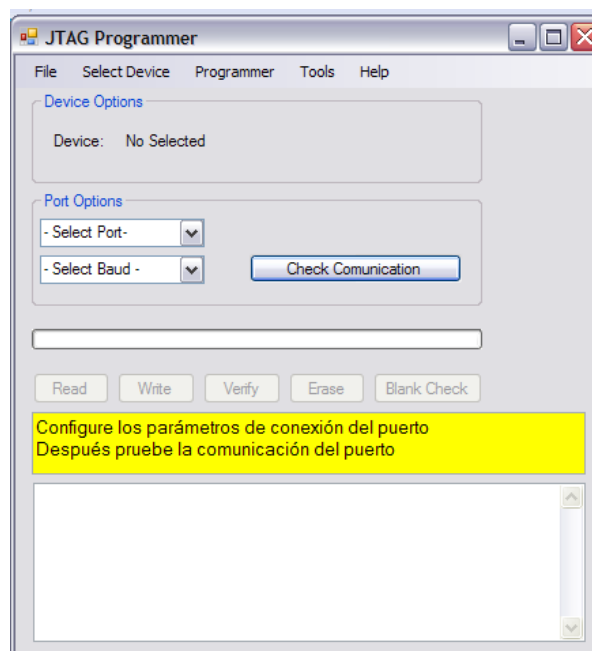 JTAG Programmer
File Select Device Programmer Tools Help
Device Options
Device: No Selected
Port Options
- Select Port-
- Select Baud - Check Comunication
Read Write Verify Erase Blank Check
Configure los parámetros de conexión del puerto
Después pruebe la comunicación del puerto